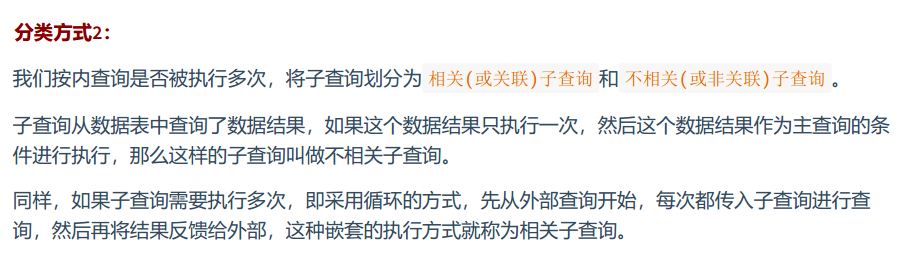 分类方式2：
我们按内查询是否被执行多次，将子查询划分为 相关(或关联)子查询 和 不相关(或非关联)子查询 。
子查询从数据表中查询了数据结果，如果这个数据结果只执行一次，然后这个数据结果作为主查询的条
件进行执行，那么这样的子查询叫做不相关子查询。
同样，如果子查询需要执行多次，即采用循环的方式，先从外部查询开始，每次都传入子查询进行查
询，然后再将结果反馈给外部，这种嵌套的执行方式就称为相关子查询。